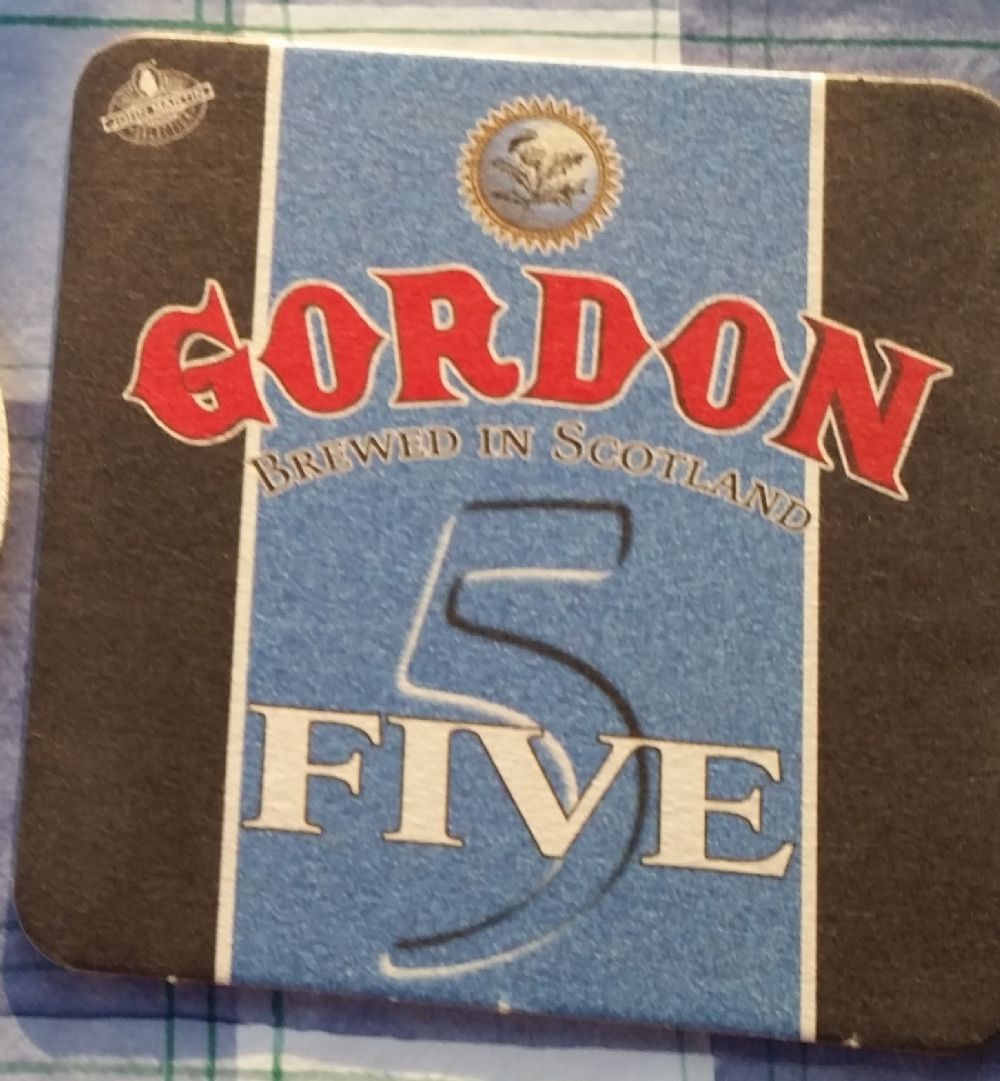 GORDON
BREWED IN SCOTLAND
5
FIVE